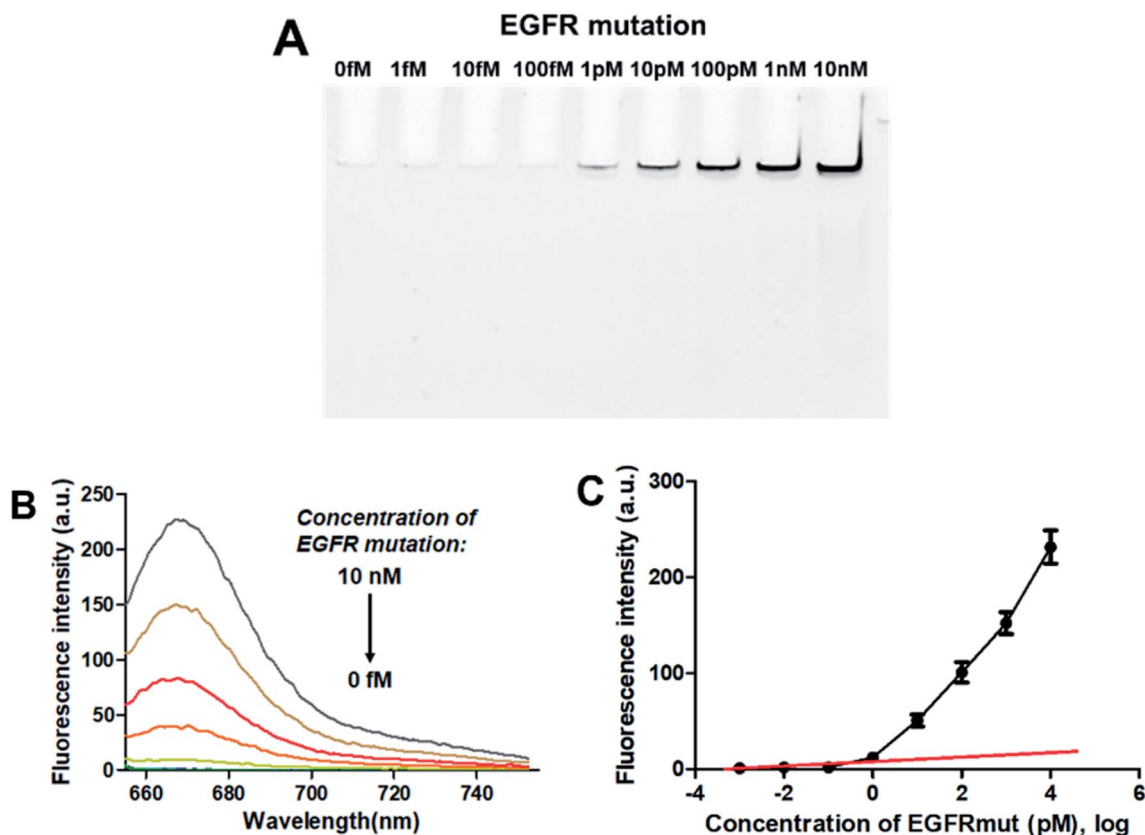 A
EGFR mutation
0fM 1fM 10fM 100fM 1pM 10pM 100pM 1nM 10nM
B
Fluorescence intensity (a.u.)
250
200
150
100
50
0
Concentration of
EGFR mutation:
10 nM
0 fM
660 680 700 720 740
Wavelength(nm)
C
Fluorescence intensity (a.u.)
300
200
100
0
-4 -2 0 2 4 6
Concentration of EGFRmut (pM), log